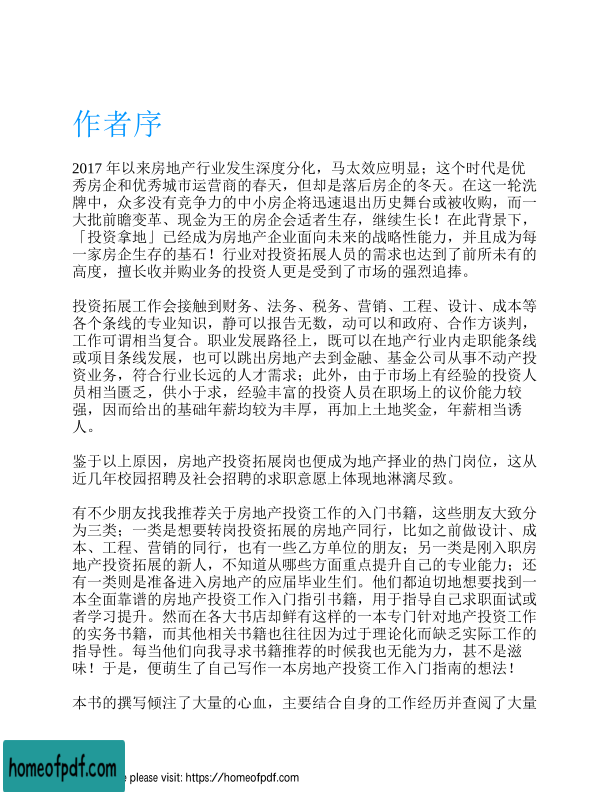 作者序
2017 年以来房地产行业发生深度分化，马太效应明显；这个时代是优
秀房企和优秀城市运营商的春天，但却是落后房企的冬天。在这一轮洗
牌中，众多没有竞争力的中小房企将迅速退出历史舞台或被收购，而一
大批前瞻变革、现金为王的房企会适者生存，继续生长！在此背景下，
「投资拿地」已经成为房地产企业面向未来的战略性能力，并且成为每
一家房企生存的基石！行业对投资拓展人员的需求也达到了前所未有的
高度，擅长收并购业务的投资人更是受到了市场的强烈追捧。
投资拓展工作会接触到财务、法务、税务、营销、工程、设计、成本等
各个条线的专业知识，静可以报告无数，动可以和政府、合作方谈判，
工作可谓相当复合。职业发展路径上，既可以在地产行业内走职能条线
或项目条线发展，也可以跳出房地产去到金融、基金公司从事不动产投
资业务，符合行业长远的人才需求；此外，由于市场上有经验的投资人
员相当匮乏，供小于求，经验丰富的投资人员在职场上的议价能力较
强，因而给出的基础年薪均较为丰厚，再加上土地奖金，年薪相当诱
人。
鉴于以上原因，房地产投资拓展岗也便成为地产择业的热门岗位，这从
近几年校园招聘及社会招聘的求职意愿上体现地淋漓尽致。
有不少朋友找我推荐关于房地产投资工作的入门书籍，这些朋友大致分
为三类；一类是想要转岗投资拓展的房地产同行，比如之前做设计、成
本、工程、营销的同行，也有一些乙方单位的朋友；另一类是刚入职房
地产投资拓展的新人，不知道从哪些方面重点提升自己的专业能力；还
有一类则是准备进入房地产的应届毕业生们。他们都迫切地想要找到一
本全面靠谱的房地产投资工作入门指引书籍，用于指导自己求职面试或
者学习提升。然而在各大书店却鲜有这样的一本专门针对地产投资工作
的实务书籍，而其他相关书籍也往往因为过于理论化而缺乏实际工作的
指导性。每当他们向我寻求书籍推荐的时候我也无能为力，甚不是滋
味！于是，便萌生了自己写作一本房地产投资工作入门指南的想法！
本书的撰写倾注了大量的心血，主要结合自身的工作经历并查阅了大量
homeofpdf.com
please visit: https://homeofpdf.com